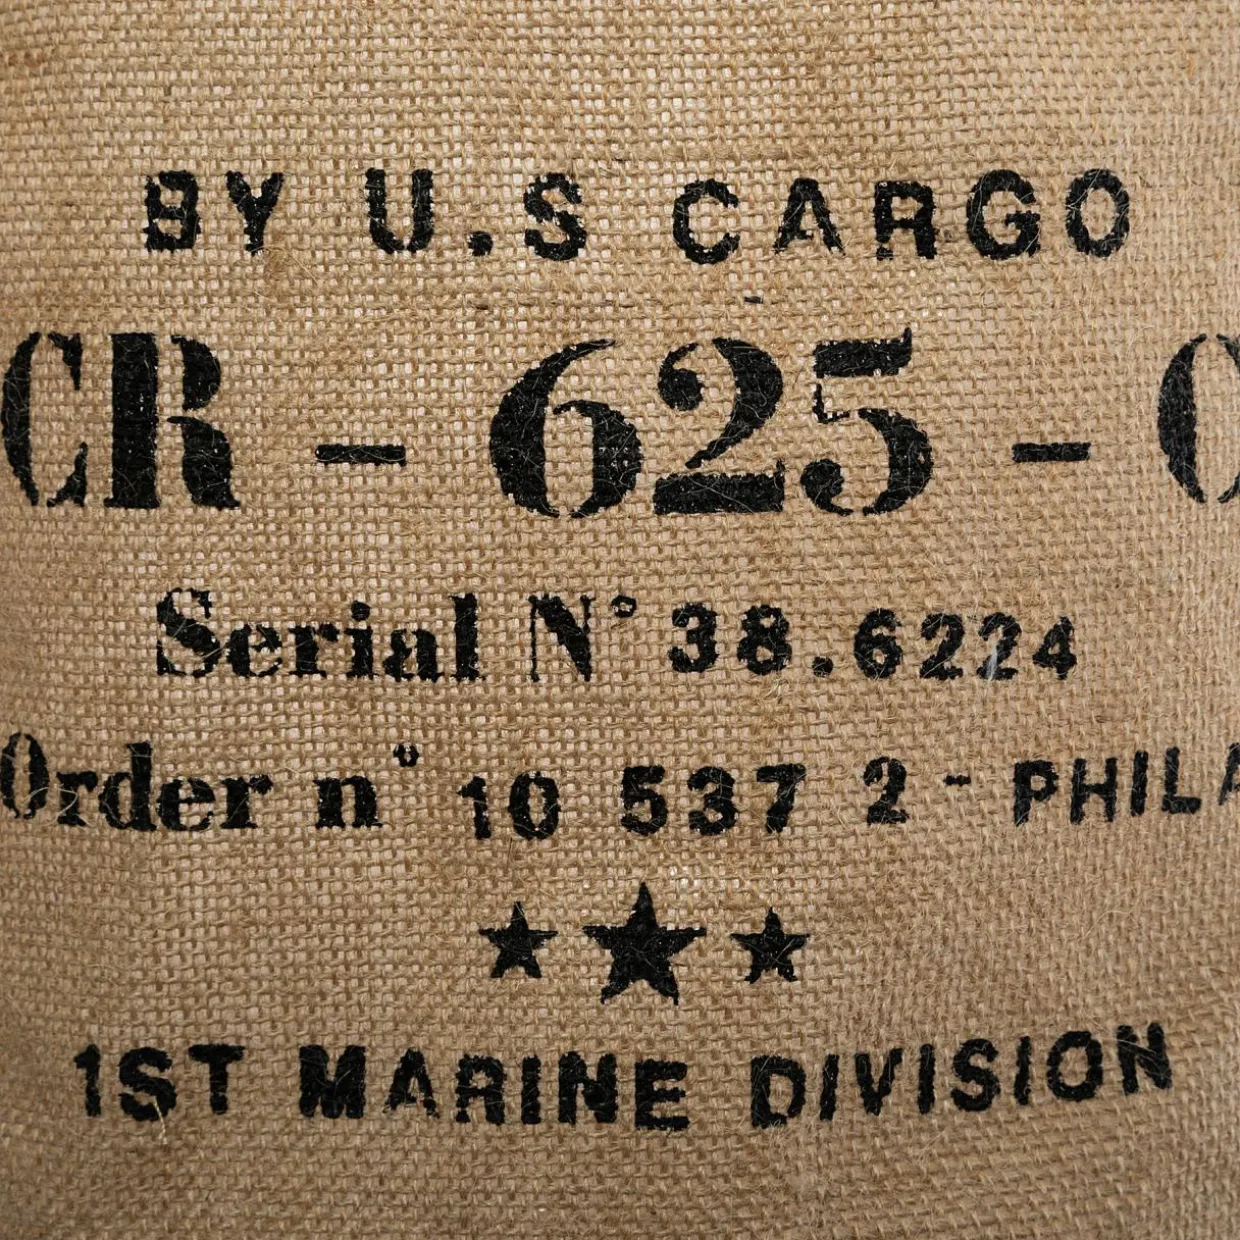 BY U.S CARGO
CR - 625 -
Serial N° 38.6224
Order n° 10 537 2 - PHILA
1ST MARINE DIVISION